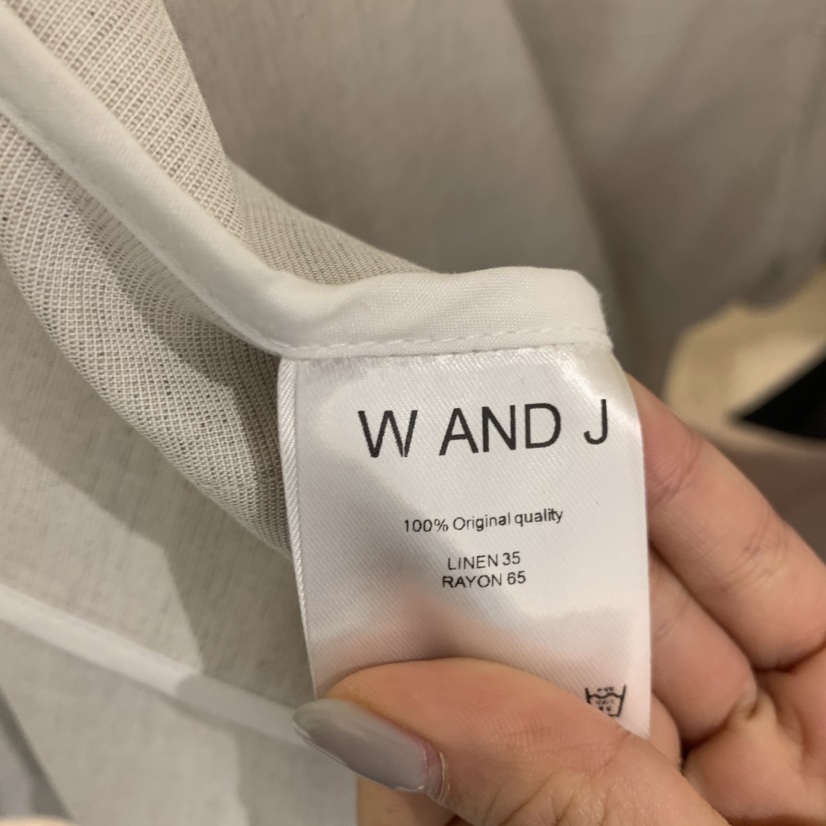 W AND J
100% Original quality
LINEN 35
RAYON 65